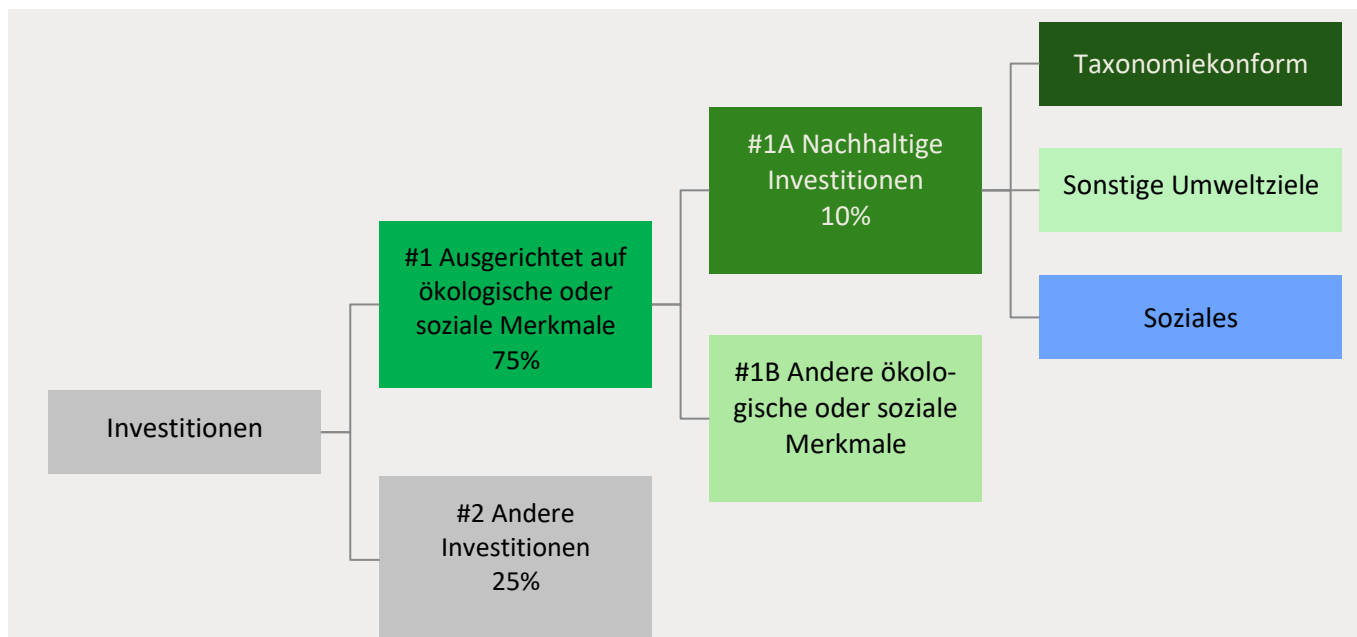 Investitionen
#1 Ausgerichtet auf
ökologische oder
soziale Merkmale
75%
#2 Andere
Investitionen
25%
#1A Nachhaltige
Investitionen
10%
#1B Andere ökolo-
gische oder soziale
Merkmale
Taxonomiekonform
Sonstige Umweltziele
Soziales